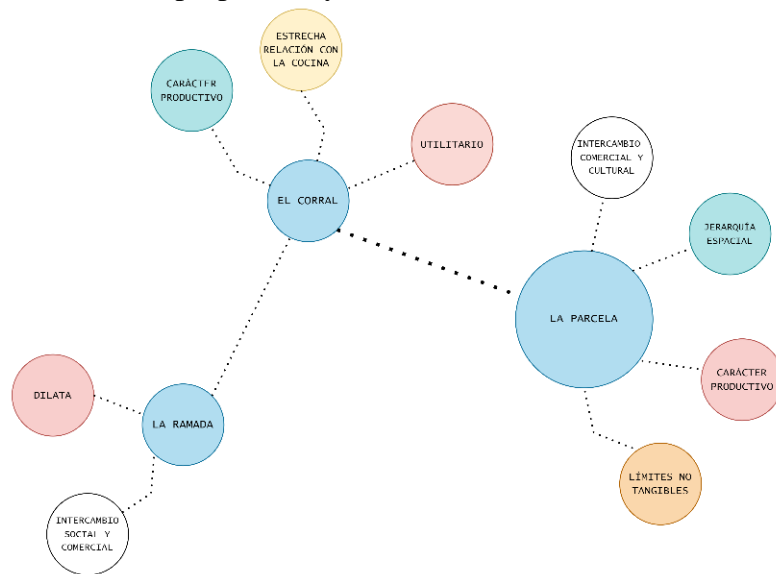 ESTRECHA
RELACIÓN CON
LA COCINA
CARÁCTER
PRODUCTIVO
UTILITARIO
INTERCAMBIO
COMERCIAL Y
CULTURAL
EL CORRAL
JERARQUÍA
ESPACIAL
LA PARCELA
CARÁCTER
PRODUCTIVO
DILATA
LA RAMADA
LÍMITES NO
TANGIBLES
INTERCAMBIO
SOCIAL Y
COMERCIAL